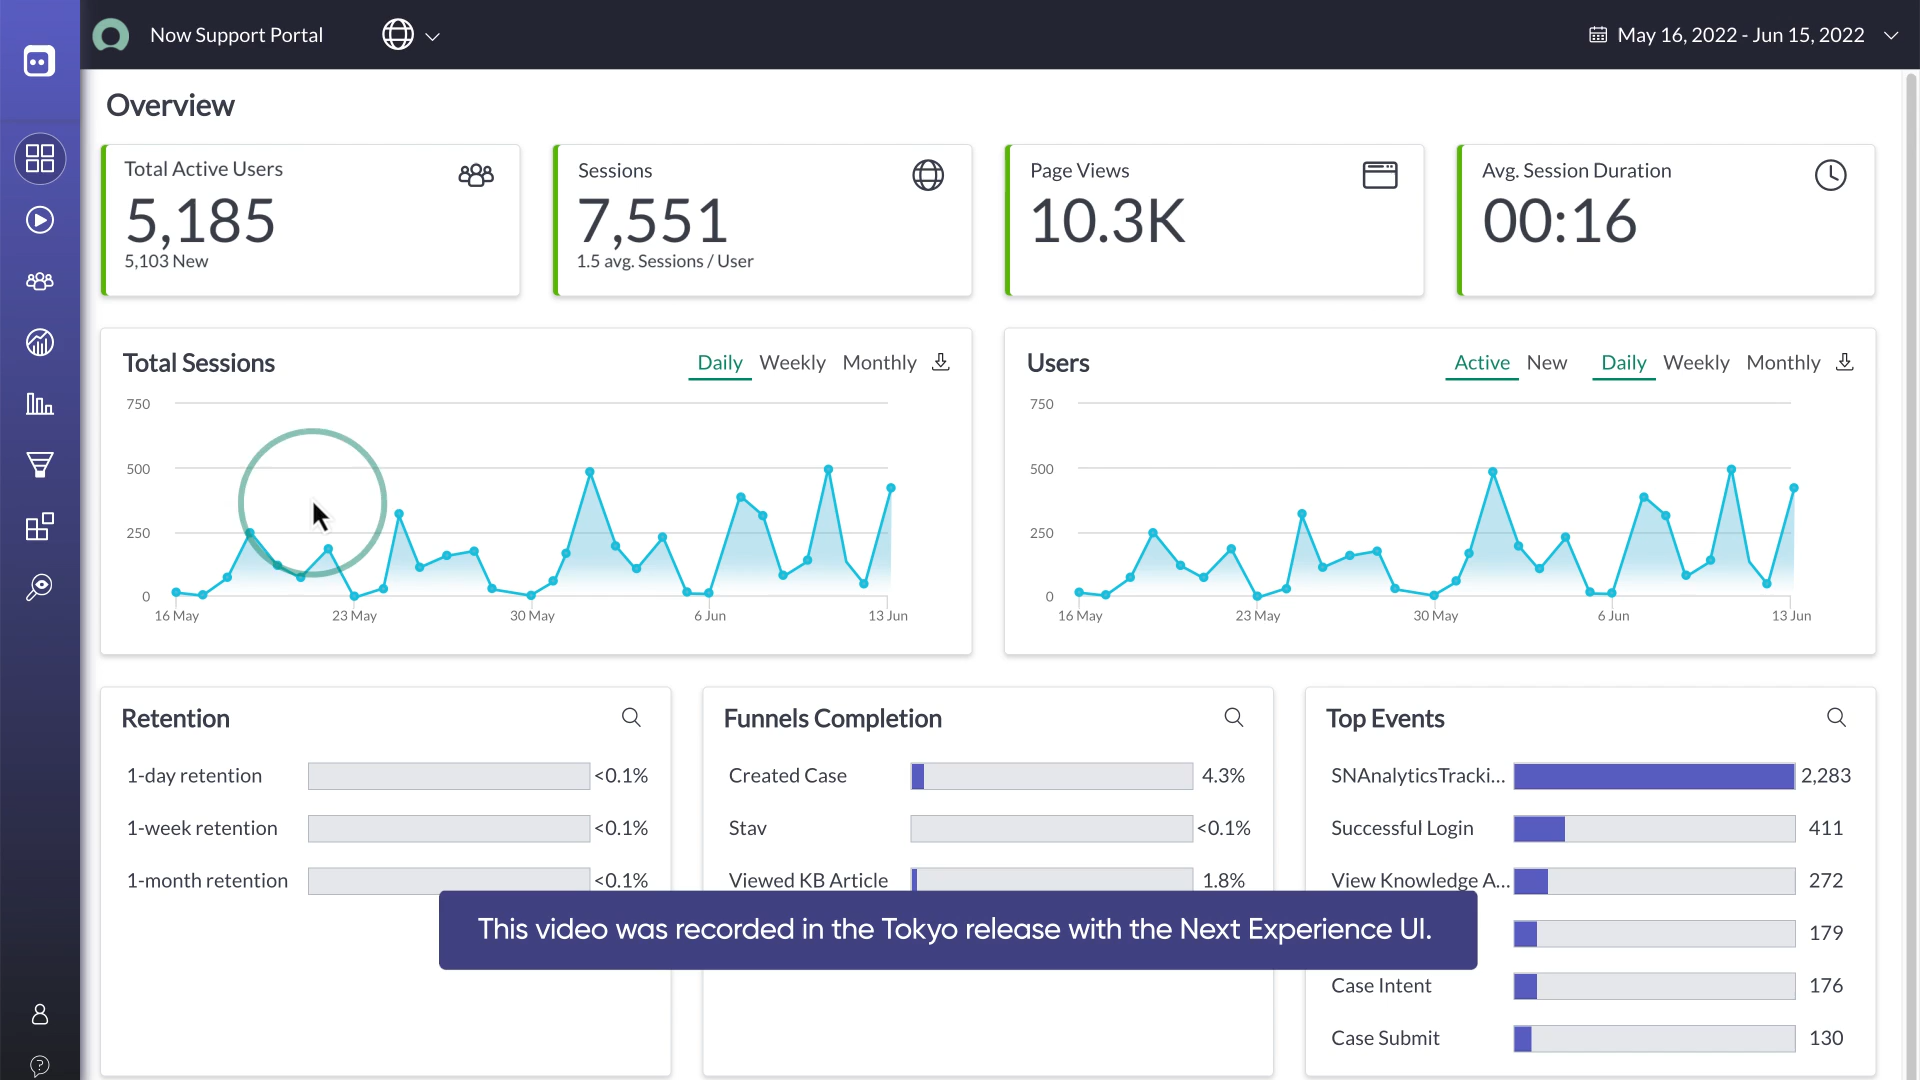 Now Support Portal
May 16, 2022 - Jun 15, 2022
Overview
Total Active Users
5,185
5,103 New
Sessions
7,551
1.5 avg. Sessions / User
Page Views
10.3K
Avg. Session Duration
00:16
Total Sessions
Daily Weekly Monthly
750
500
250
0
16 May 23 May 30 May 6 Jun 13 Jun
Users
Active New Daily Weekly Monthly
750
500
250
0
16 May 23 May 30 May 6 Jun 13 Jun
Retention
1-day retention <0.1%
1-week retention <0.1%
1-month retention <0.1%
Funnels Completion
Created Case 4.3%
Stav <0.1%
Viewed KB Article 1.8%
Top Events
SNAnalyticsTracki... 2,283
Successful Login 411
View Knowledge A... 272
179
Case Intent 176
Case Submit 130
This video was recorded in the Tokyo release with the Next Experience UI.